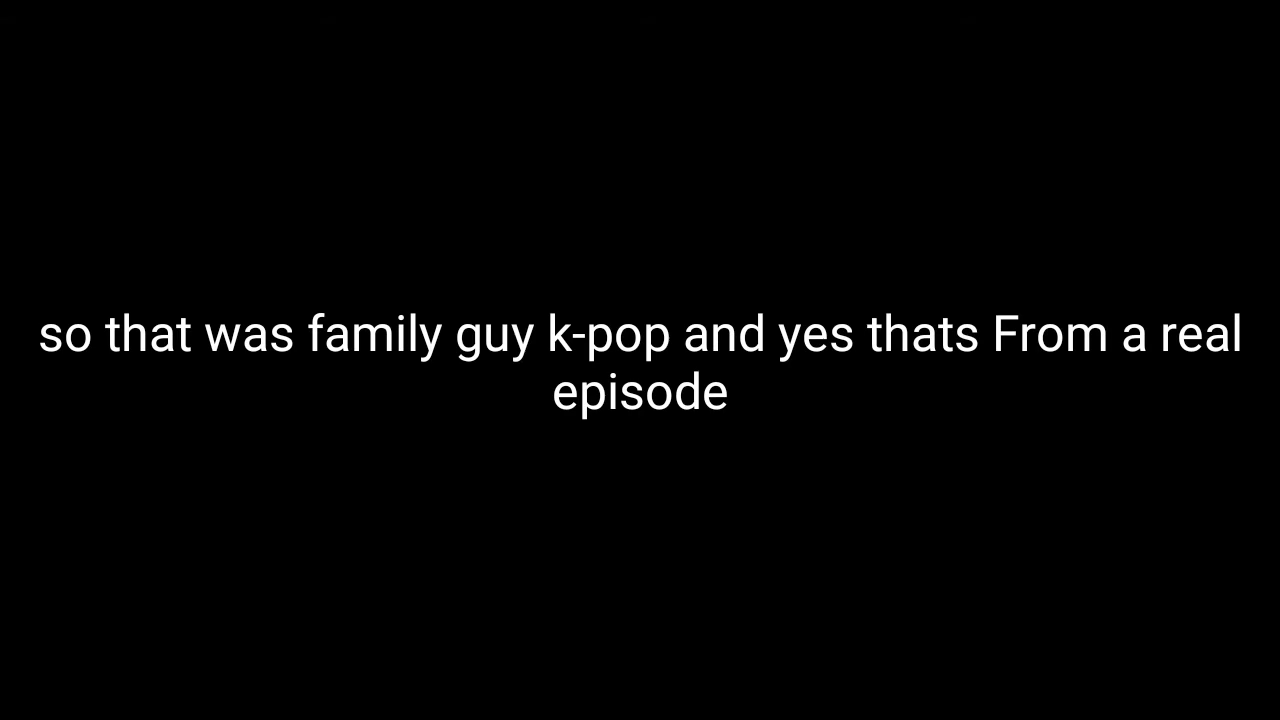 so that was family guy k-pop and yes thats From a real
episode